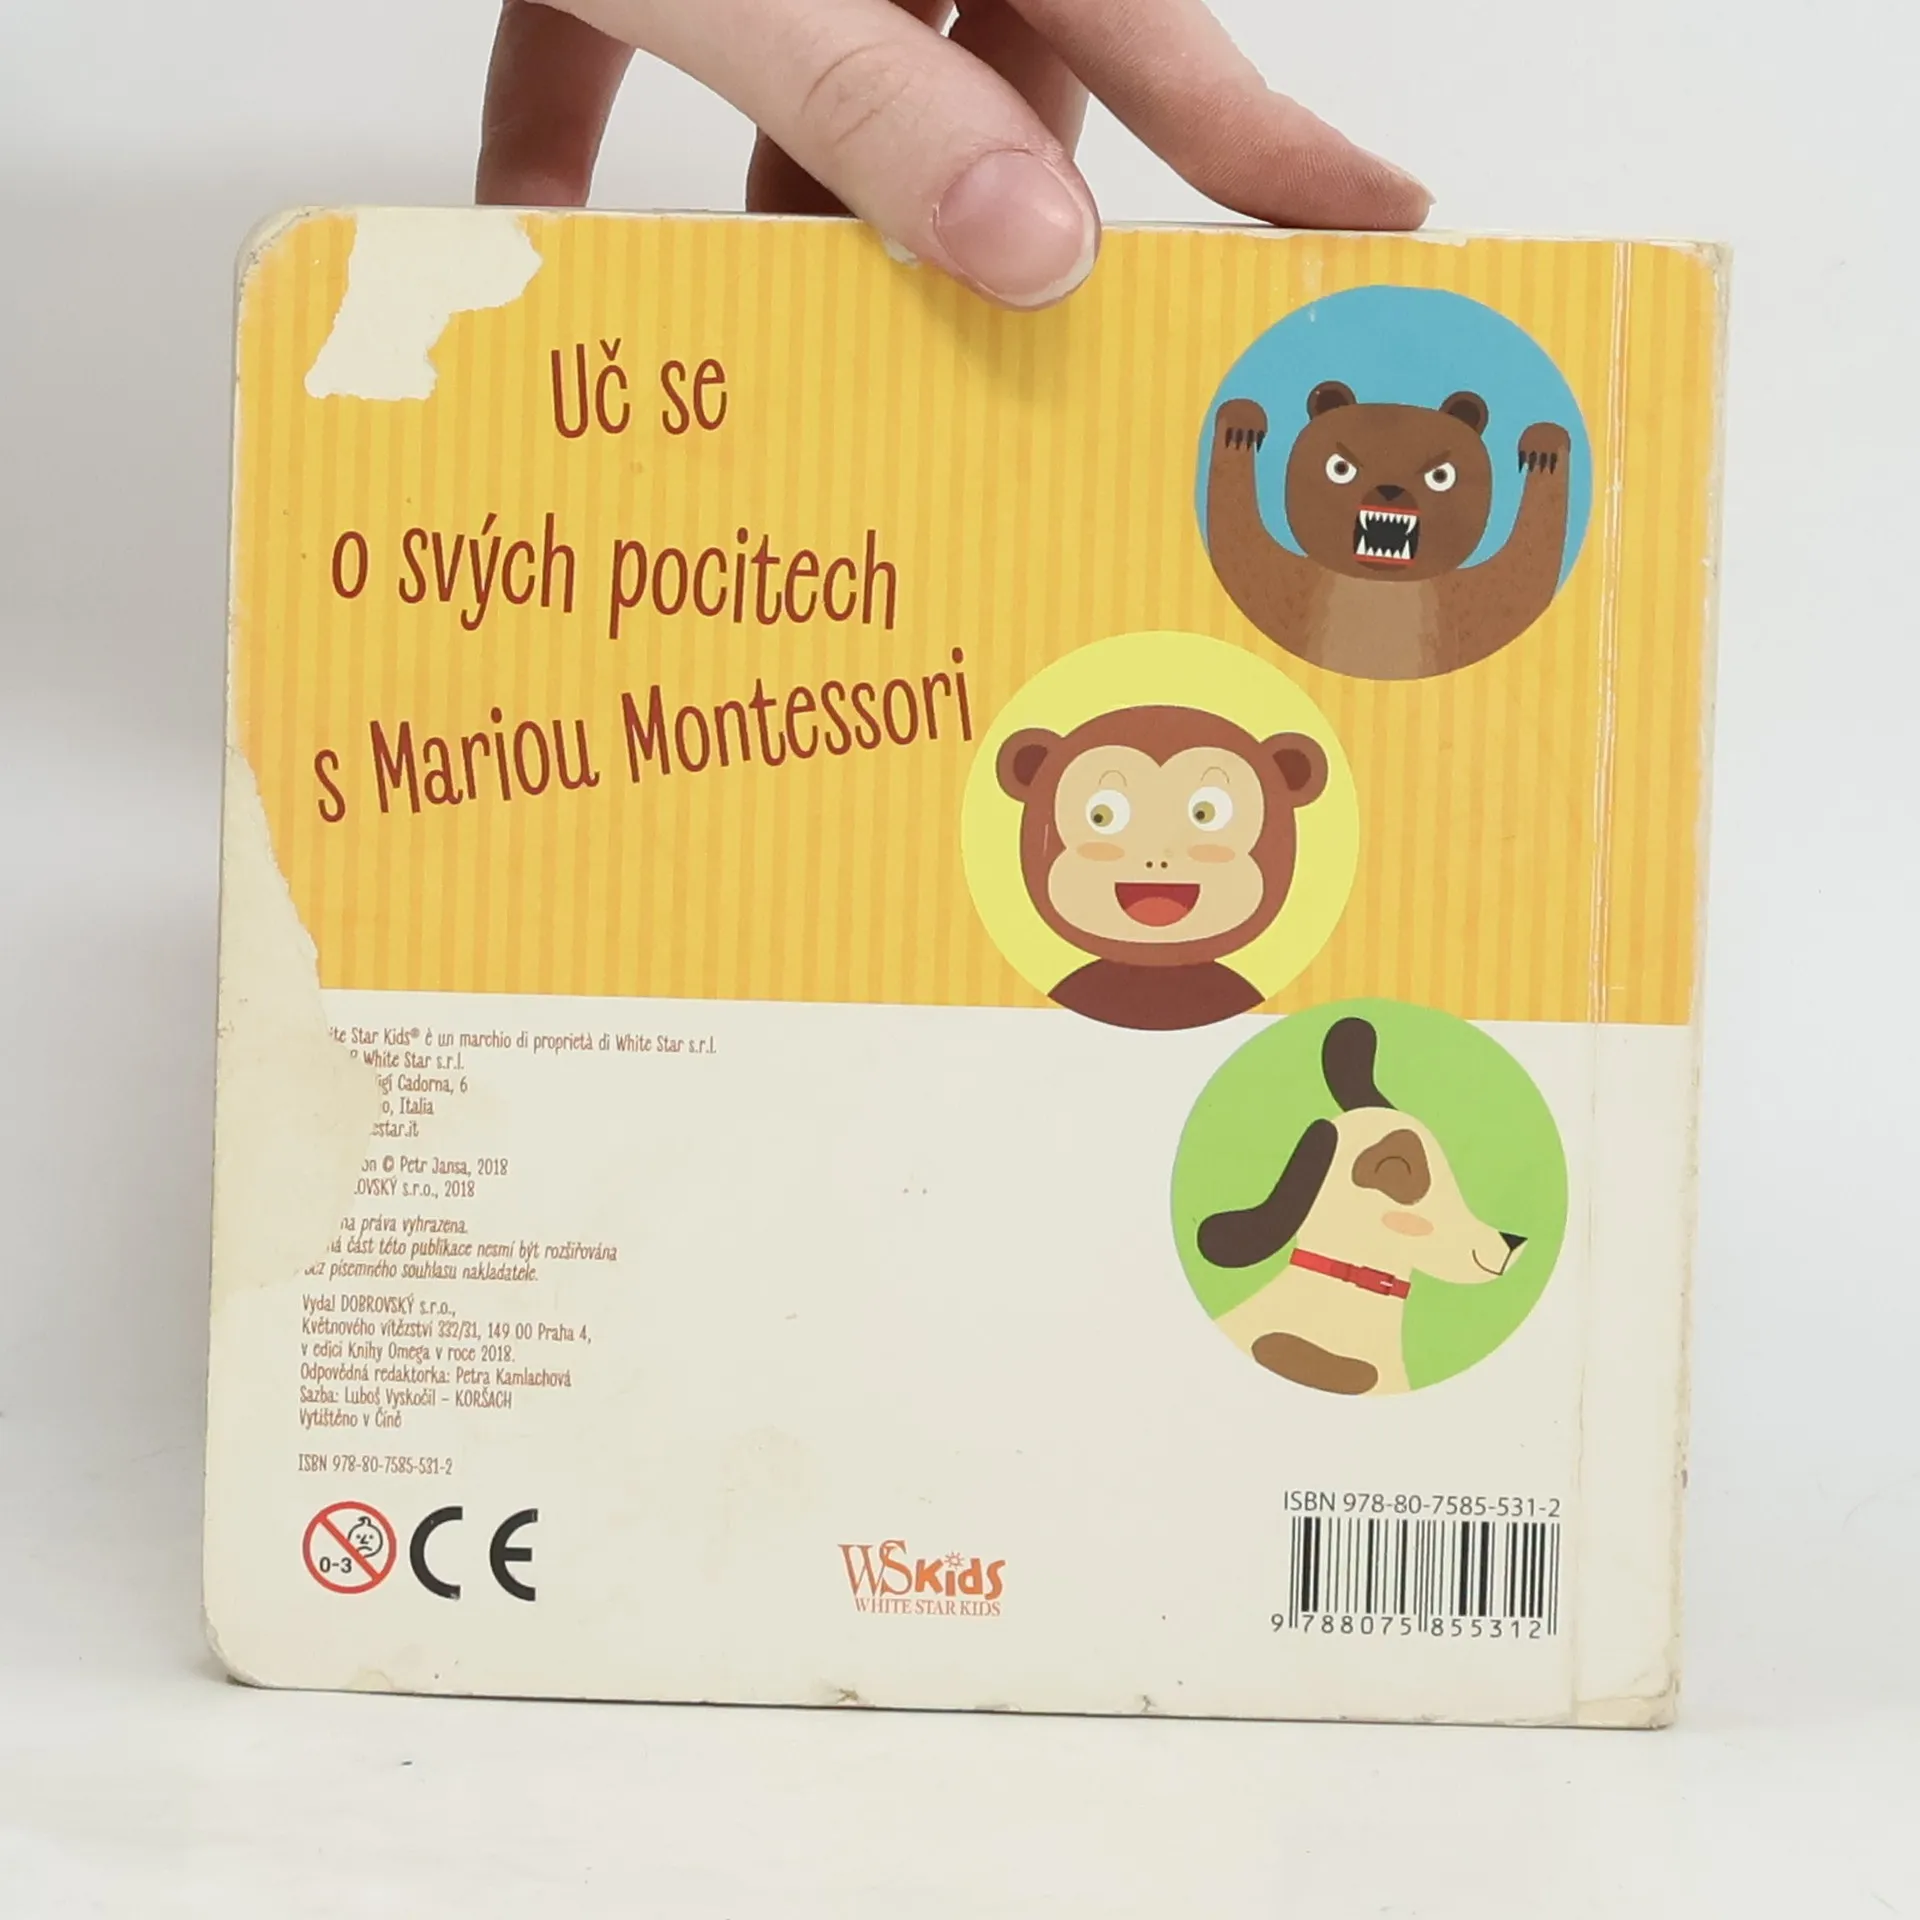 Uč se
o svých pocitech
s Mariou Montessori
Star Kids® è un marchio di proprietà di White Star s.r.l.
White Star s.r.l.
Cadorna, 6
Italia
© Petr Jansa, 2018
s.r.o., 2018
práva vyhrazena.
část této publikace nesmí být rozšiřována
písemného souhlasu nakladatele.
Vydal DOBROVSKÝ s.r.o.,
Květnového vítězství 332/31, 149 00 Praha 4,
v edici Knihy Omega v roce 2018.
Odpovědná redaktorka: Petra Kamlachová
Sazba: Luboš Vyskočil – KORŠACH
Vytištěno v Číně
ISBN 978-80-7585-531-2
0-3
CE
WSKids
WHITE STAR KIDS
ISBN 978-80-7585-531-2
9 788075 855312